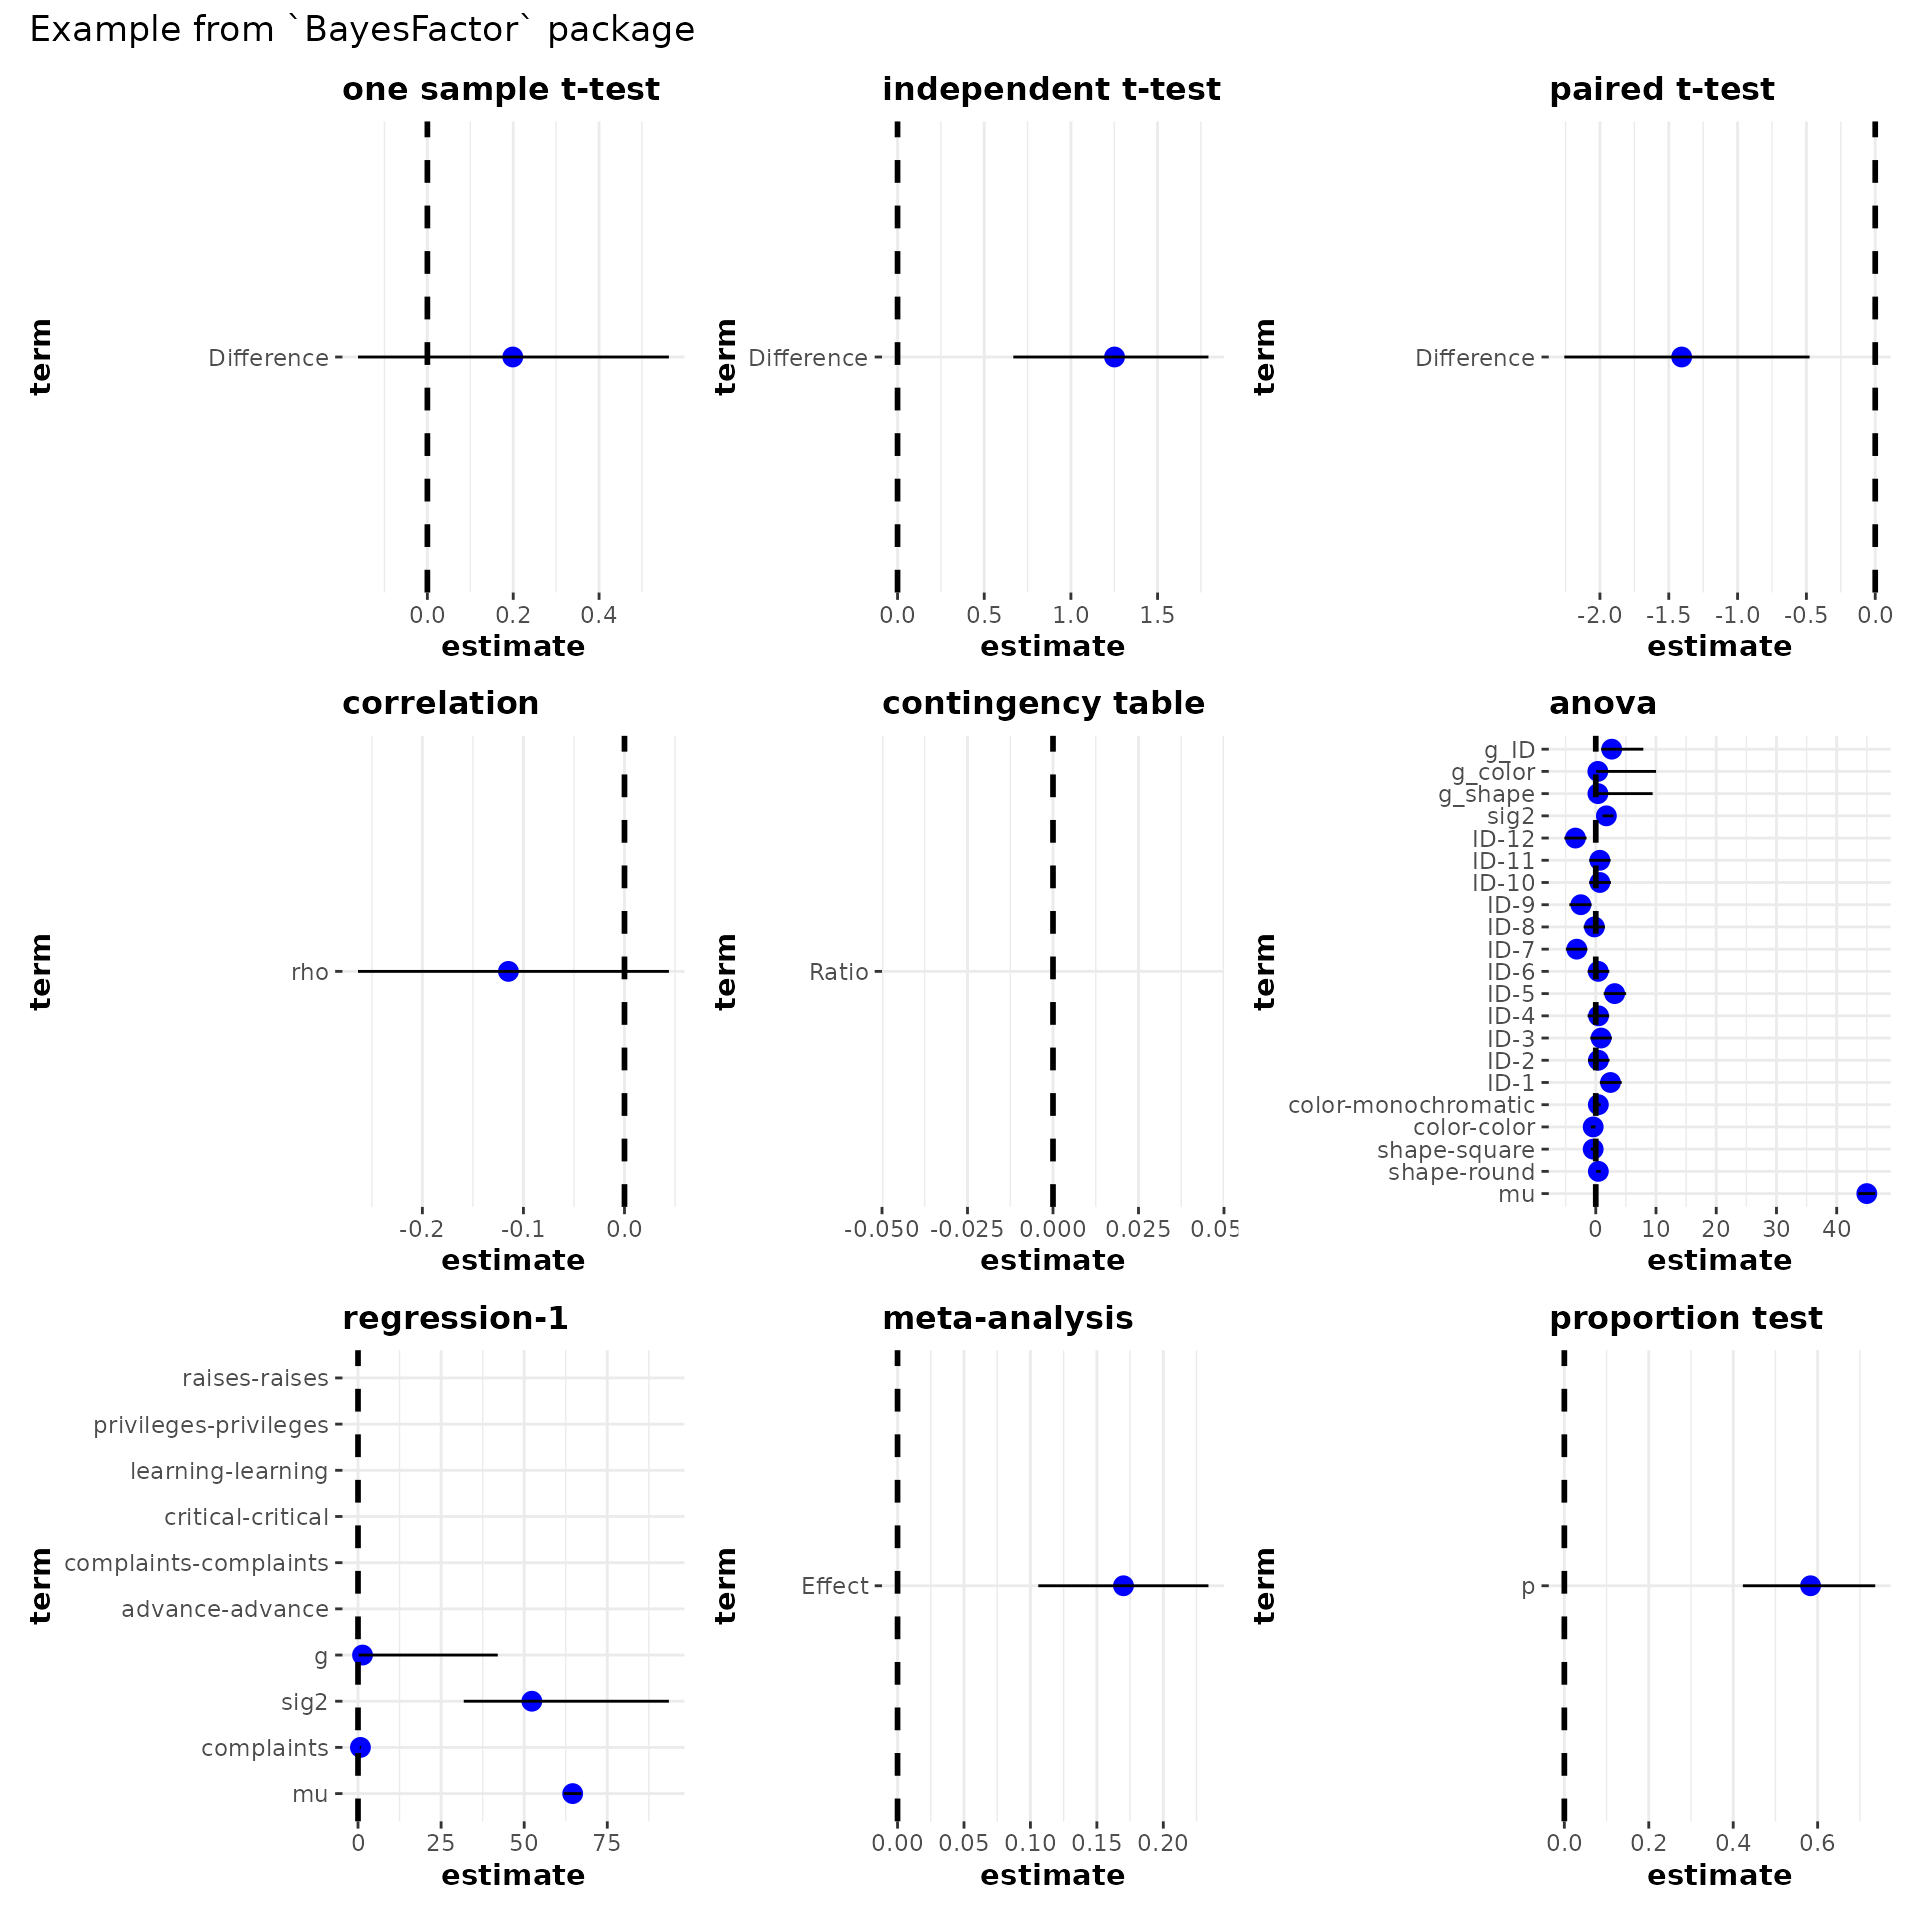 Example from `BayesFactor` package
one sample t-test
term
Difference
0.0 0.2 0.4
estimate
independent t-test
term
Difference
0.0 0.5 1.0 1.5
estimate
paired t-test
term
Difference
-2.0 -1.5 -1.0 -0.5 0.0
estimate
correlation
term
rho
-0.2 -0.1 0.0
estimate
contingency table
term
Ratio
-0.050 -0.025 0.000 0.025 0.05
estimate
anova
term
g_ID
g_color
g_shape
sig2
ID-12
ID-11
ID-10
ID-9
ID-8
ID-7
ID-6
ID-5
ID-4
ID-3
ID-2
ID-1
color-monochromatic
color-color
shape-square
shape-round
mu
0 10 20 30 40
estimate
regression-1
term
raises-raises
privileges-privileges
learning-learning
critical-critical
complaints-complaints
advance-advance
g
sig2
complaints
mu
0 25 50 75
estimate
meta-analysis
term
Effect
0.00 0.05 0.10 0.15 0.20
estimate
proportion test
term
p
0.0 0.2 0.4 0.6
estimate